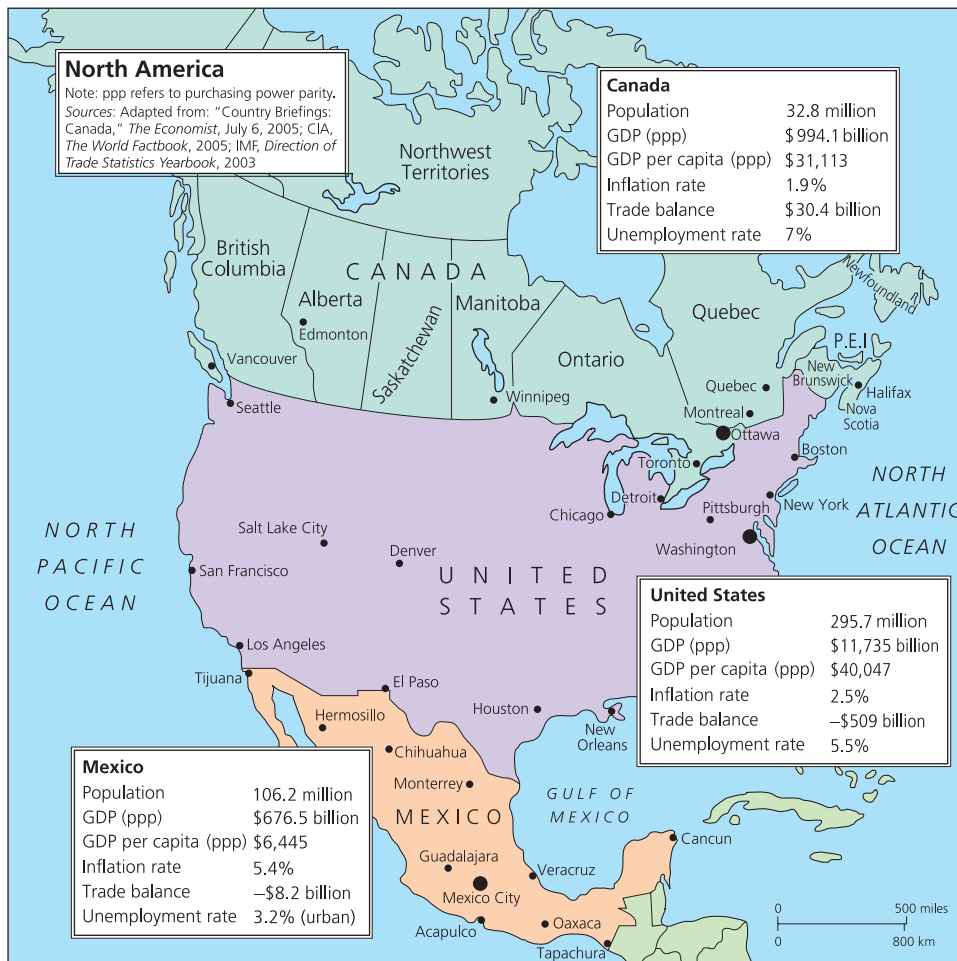 North America
Note: ppp refers to purchasing power parity.
Sources: Adapted from: “Country Briefings:
Canada,” The Economist, July 6, 2005; CIA,
The World Factbook, 2005; IMF, Direction of
Trade Statistics Yearbook, 2003
Canada
Population 32.8 million
GDP (ppp) $994.1 billion
GDP per capita (ppp) $31,113
Inflation rate 1.9%
Trade balance $30.4 billion
Unemployment rate 7%
Northwest
Territories
British
Columbia
CANADA
Alberta
Edmonton
Saskatchewan
Manitoba
Winnipeg
Ontario
Quebec
Newfoundland
P.E.I
New
Brunswick
Halifax
Nova
Scotia
Vancouver
Seattle
Quebec
Montreal
Ottawa
Toronto
Boston
Detroit
Chicago
Pittsburgh
New York
Washington
NORTH
ATLANTIC
OCEAN
NORTH
PACIFIC
OCEAN
Salt Lake City
Denver
San Francisco
UNITED
STATES
Los Angeles
Tijuana
El Paso
Houston
New
Orleans
United States
Population 295.7 million
GDP (ppp) $11,735 billion
GDP per capita (ppp) $40,047
Inflation rate 2.5%
Trade balance –$509 billion
Unemployment rate 5.5%
Hermosillo
Chihuahua
Monterrey
MEXICO
GULF OF
MEXICO
Cancun
Guadalajara
Veracruz
Mexico City
Acapulco
Oaxaca
Tapachura
Mexico
Population 106.2 million
GDP (ppp) $676.5 billion
GDP per capita (ppp) $6,445
Inflation rate 5.4%
Trade balance –$8.2 billion
Unemployment rate 3.2% (urban)
0 500 miles
0 800 km